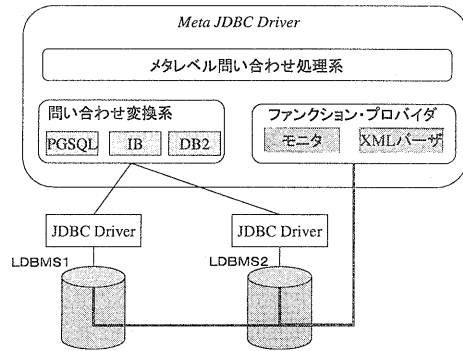 Meta JDBC Driver
メタレベル問い合わせ処理系
問い合わせ変換系
PGSQL IB DB2
ファンクション・プロバイダ
モニタ XMLパーザ
JDBC Driver JDBC Driver
LDBMS1 LDBMS2